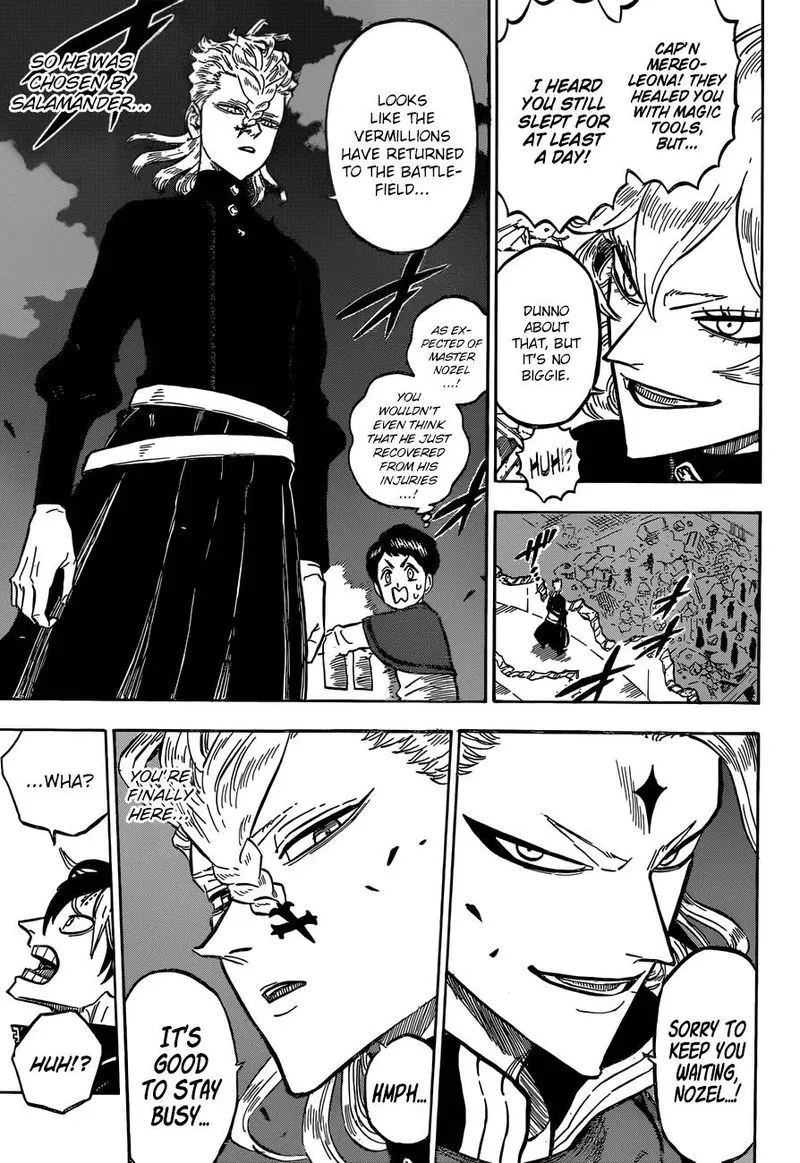 CAP'N
MEREO-
LEONA! THEY
HEALED YOU
WITH MAGIC
TOOLS,
BUT...
I HEARD
YOU STILL
SLEPT FOR
AT LEAST
A DAY!
DUNNO
ABOUT
THAT, BUT
IT'S NO
BIGGIE.
HUH!?
LOOKS
LIKE THE
VERMILLIONS
HAVE RETURNED
TO THE BATTLE-
FIELD...
SO HE WAS
CHOSEN BY
SALAMANDER...
AS EX-
PECTED OF
MASTER
NOZEL
...!
YOU
WOULDN'T
EVEN THINK
THAT HE JUST
RECOVERED
FROM HIS
INJURIES
...!
SORRY TO
KEEP YOU
WAITING,
NOZEL...!
YOU'RE
FINALLY
HERE...
HMPH...
IT'S
GOOD
TO STAY
BUSY...
...WHA?
HUH!?